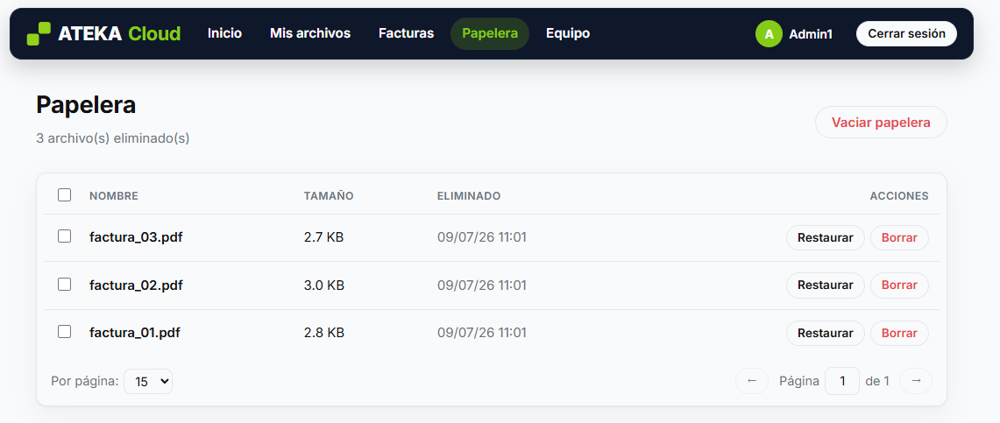 ATEKA Cloud Inicio Mis archivos Facturas Papelera Equipo A Admin1 Cerrar sesión
Papelera
3 archivo(s) eliminado(s)
Vaciar papelera
NOMBRE TAMAÑO ELIMINADO ACCIONES
factura_03.pdf 2.7 KB 09/07/26 11:01 Restaurar Borrar
factura_02.pdf 3.0 KB 09/07/26 11:01 Restaurar Borrar
factura_01.pdf 2.8 KB 09/07/26 11:01 Restaurar Borrar
Por página: 15 ← Página 1 de 1 →